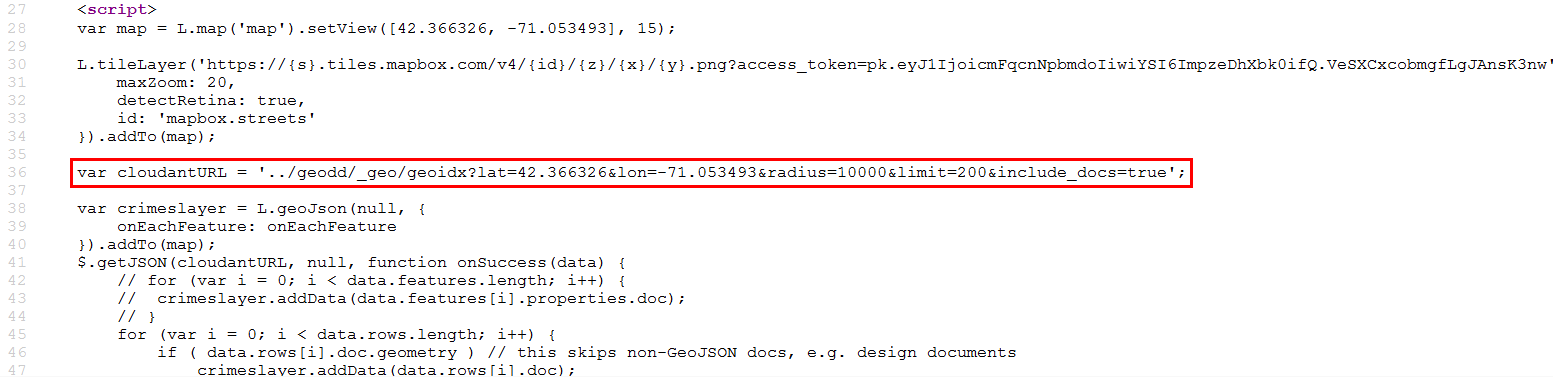 27 <script>
28 var map = L.map('map').setView([42.366326, -71.053493], 15);
29
30 L.tileLayer('https://{s}.tiles.mapbox.com/v4/{id}/{z}/{x}/{y}.png?access_token=pk.eyJ1IjoicmFqcnNpbmdoIiwiYSI6ImpzeDhXbk0ifQ.VeSXCxcobmgfLgJAnsK3nw'
31     maxZoom: 20,
32     detectRetina: true,
33     id: 'mapbox.streets'
34 }).addTo(map);
35
36 var cloudantURL = '../geodd/_geo/geoidx?lat=42.366326&lon=-71.053493&radius=10000&limit=200&include_docs=true';
37
38 var crimeslayer = L.geoJson(null, {
39     onEachFeature: onEachFeature
40 }).addTo(map);
41 $.getJSON(cloudantURL, null, function onSuccess(data) {
42     // for (var i = 0; i < data.features.length; i++) {
43     //  crimeslayer.addData(data.features[i].properties.doc);
44     // }
45     for (var i = 0; i < data.rows.length; i++) {
46         if ( data.rows[i].doc.geometry ) // this skips non-GeoJSON docs, e.g. design documents
47             crimeslayer.addData(data.rows[i].doc);